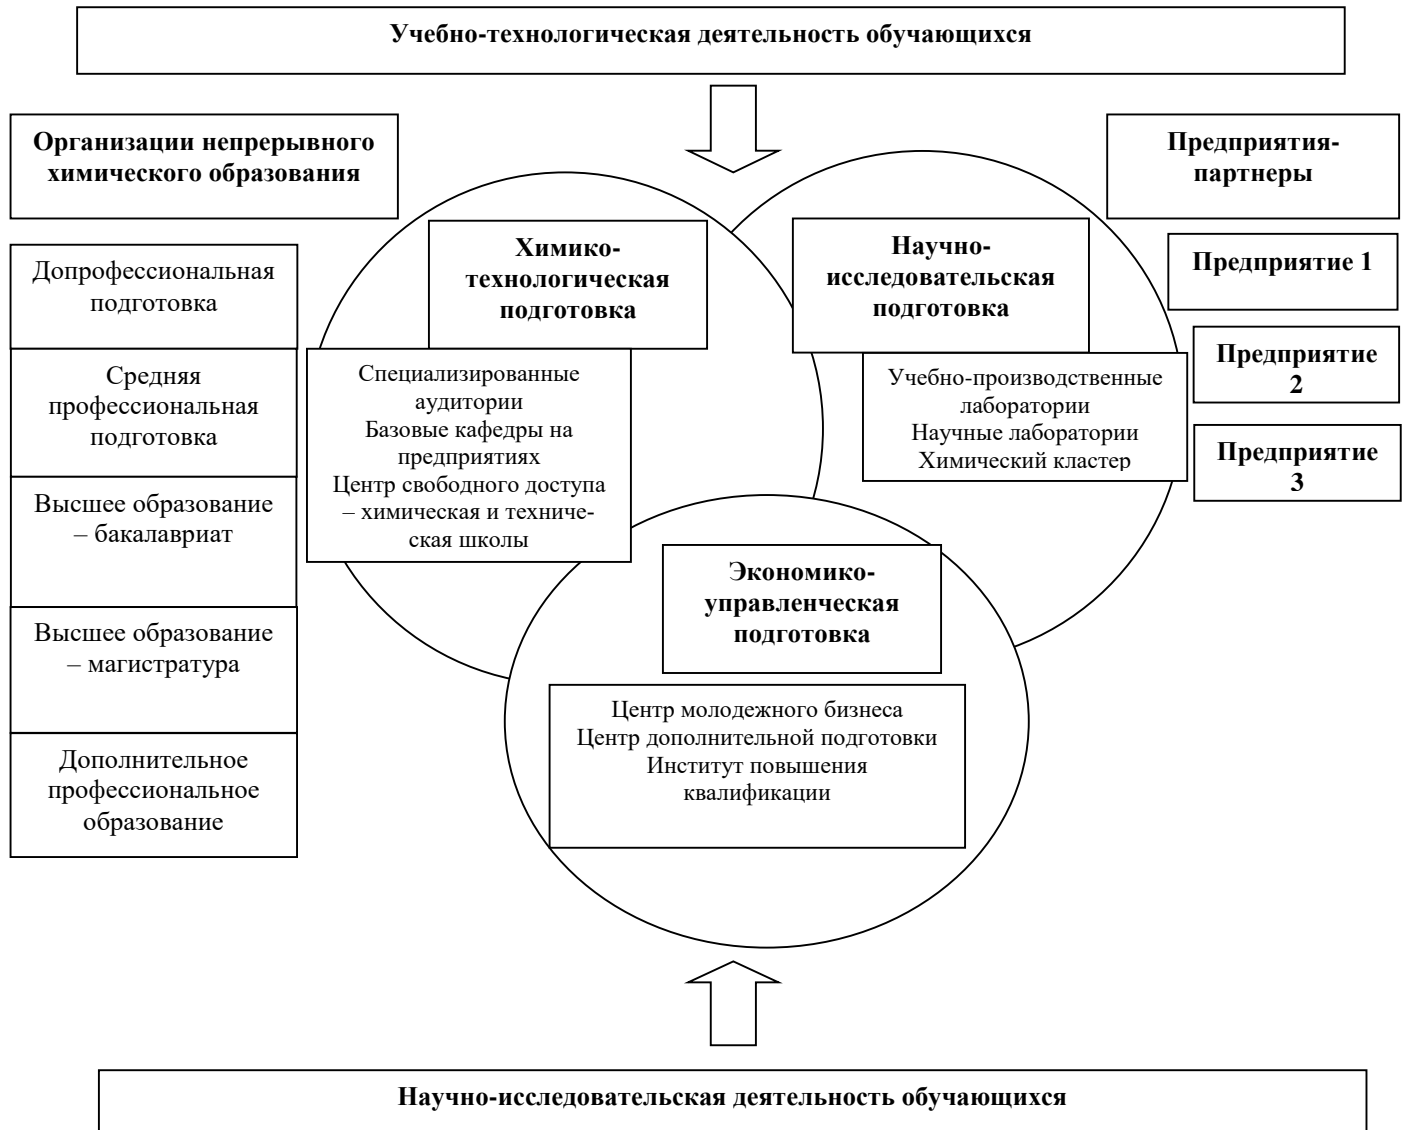 Учебно-технологическая деятельность обучающихся
Организации непрерывного
химического образования
Предприятия-
партнеры
Химико-
технологическая
подготовка
Научно-
исследовательская
подготовка
Предприятие 1
Предприятие
2
Предприятие
3
Допрофессиональная
подготовка
Средняя
профессиональная
подготовка
Высшее образование
– бакалавриат
Высшее образование
– магистратура
Дополнительное
профессиональное
образование
Специализированные
аудитории
Базовые кафедры на
предприятиях
Центр свободного доступа
– химическая и техниче-
ская школы
Учебно-производственные
лаборатории
Научные лаборатории
Химический кластер
Экономико-
управленческая
подготовка
Центр молодежного бизнеса
Центр дополнительной подготовки
Институт повышения
квалификации
Научно-исследовательская деятельность обучающихся